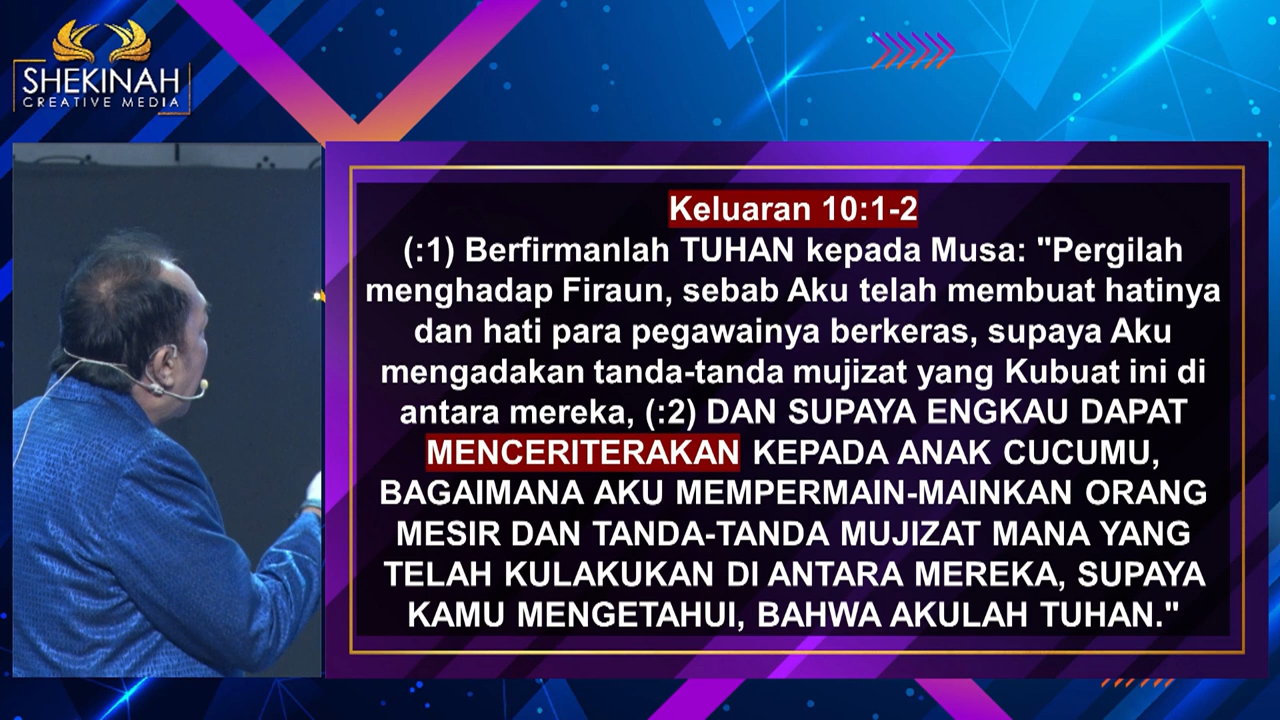 SHEKINAH
CREATIVE MEDIA
Keluaran 10:1-2
(:1) Berfirmanlah TUHAN kepada Musa: "Pergilah
menghadap Firaun, sebab Aku telah membuat hatinya
dan hati para pegawainya berkeras, supaya Aku
mengadakan tanda-tanda mujizat yang Kubuat ini di
antara mereka, (:2) DAN SUPAYA ENGKAU DAPAT
MENCERITERAKAN KEPADA ANAK CUCUMU,
BAGAIMANA AKU MEMPERMAIN-MAINKAN ORANG
MESIR DAN TANDA-TANDA MUJIZAT MANA YANG
TELAH KULAKUKAN DI ANTARA MEREKA, SUPAYA
KAMU MENGETAHUI, BAHWA AKULAH TUHAN."